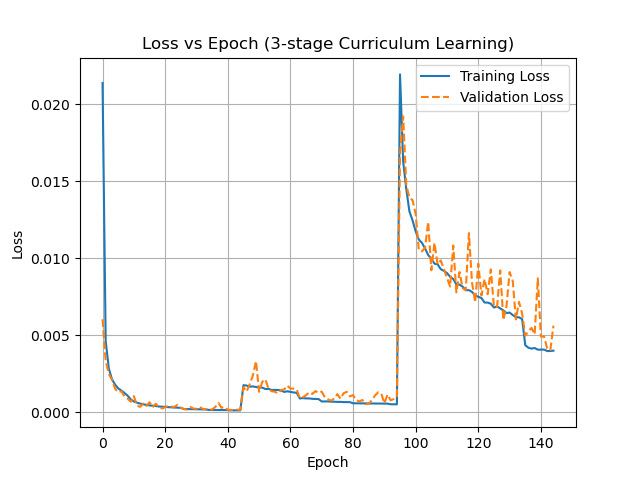 Loss vs Epoch (3-stage Curriculum Learning)
Training Loss
Validation Loss
0.020
0.015
0.010
0.005
0.000
Loss
0 20 40 60 80 100 120 140
Epoch